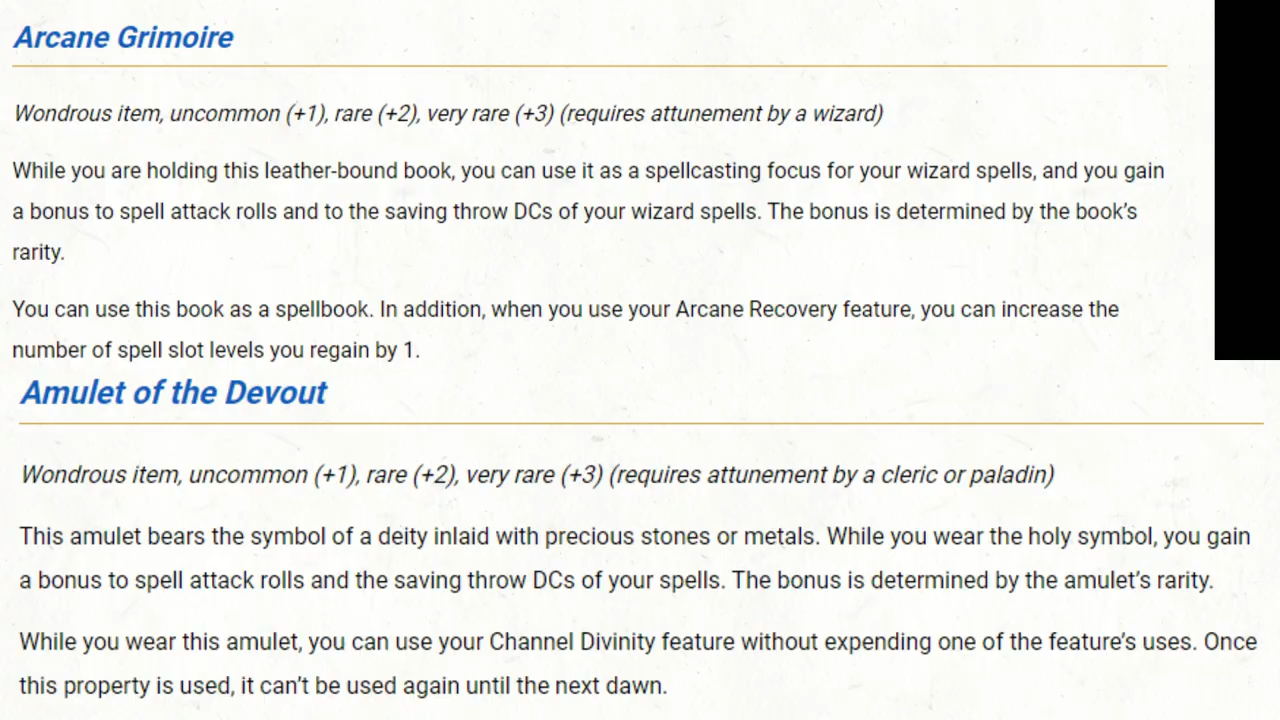 Arcane Grimoire
Wondrous item, uncommon (+1), rare (+2), very rare (+3) (requires attunement by a wizard)
While you are holding this leather-bound book, you can use it as a spellcasting focus for your wizard spells, and you gain
a bonus to spell attack rolls and to the saving throw DCs of your wizard spells. The bonus is determined by the book’s
rarity.
You can use this book as a spellbook. In addition, when you use your Arcane Recovery feature, you can increase the
number of spell slot levels you regain by 1.
Amulet of the Devout
Wondrous item, uncommon (+1), rare (+2), very rare (+3) (requires attunement by a cleric or paladin)
This amulet bears the symbol of a deity inlaid with precious stones or metals. While you wear the holy symbol, you gain
a bonus to spell attack rolls and the saving throw DCs of your spells. The bonus is determined by the amulet’s rarity.
While you wear this amulet, you can use your Channel Divinity feature without expending one of the feature’s uses. Once
this property is used, it can’t be used again until the next dawn.